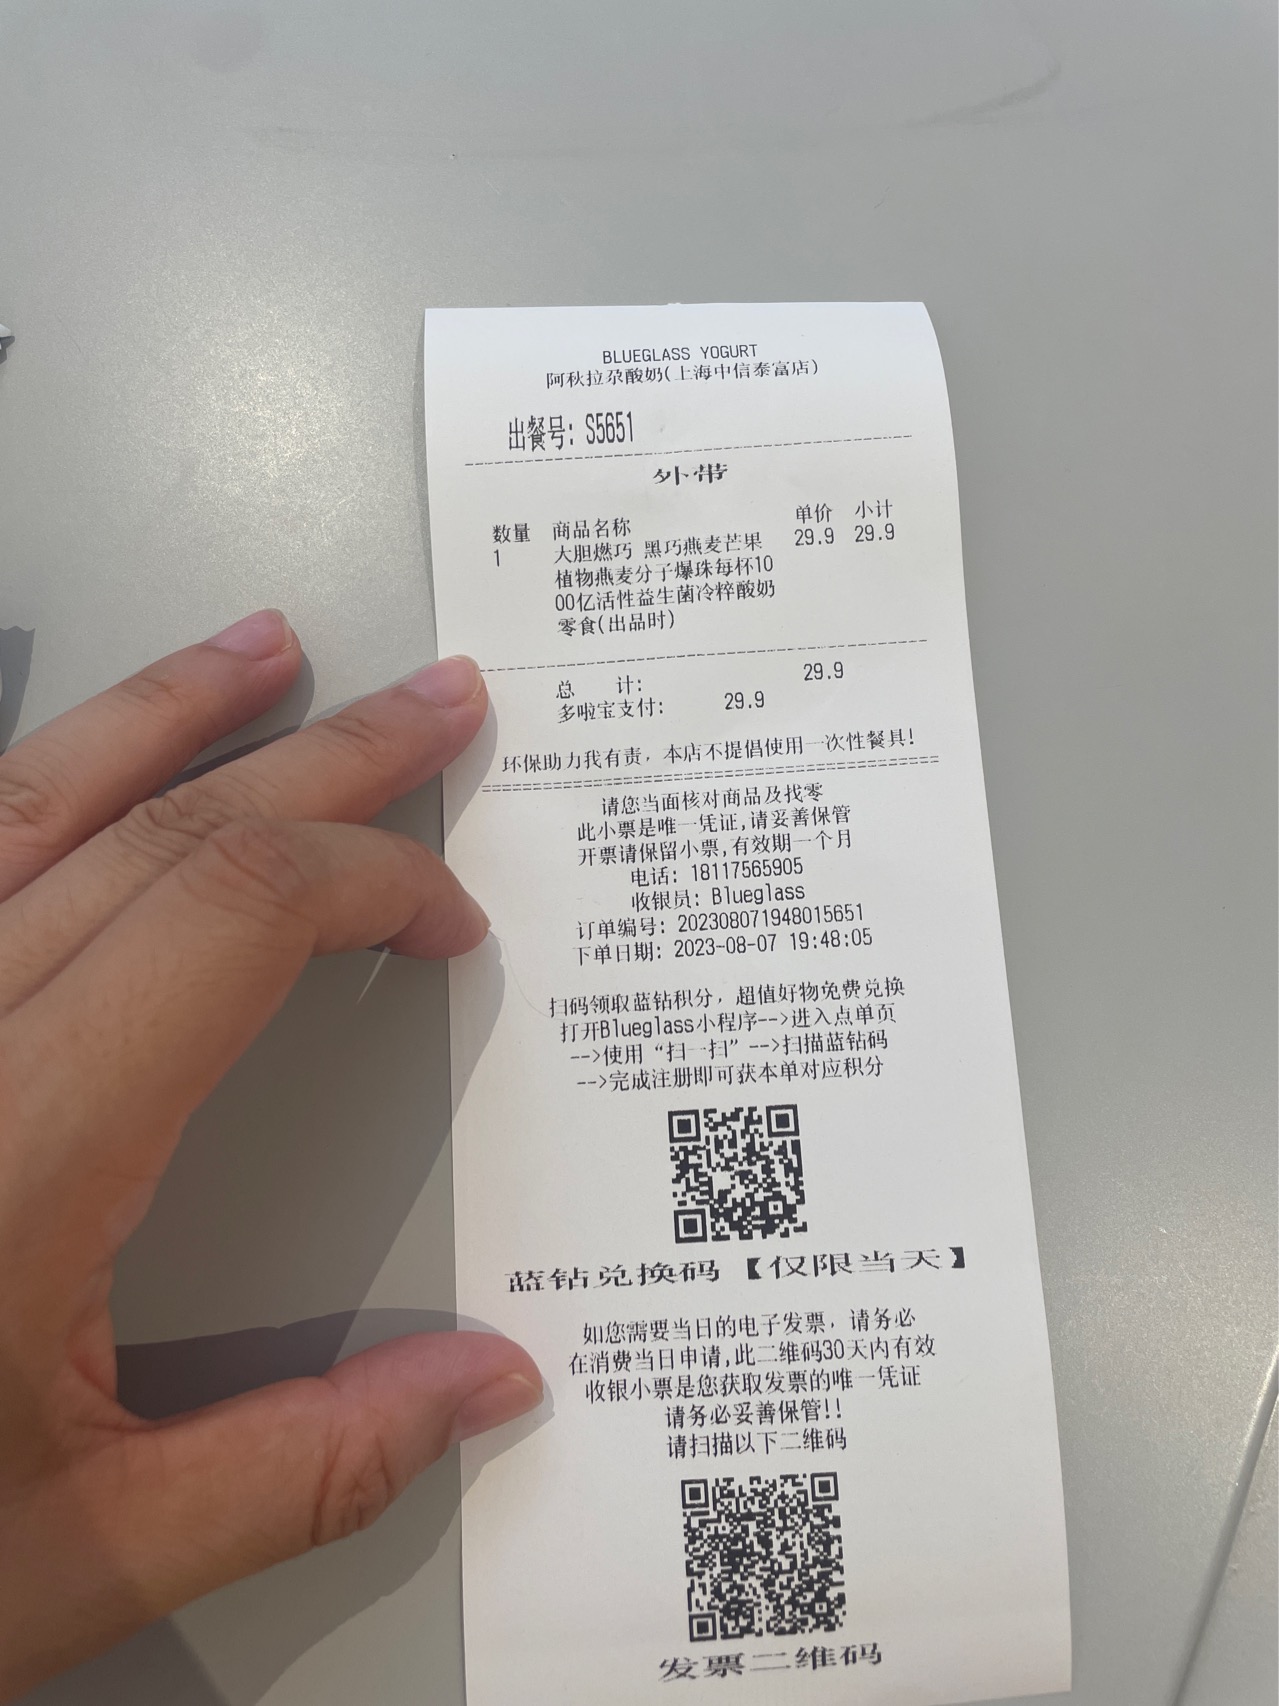 BLUEGLASS YOGURT
阿秋拉尕酸奶(上海中信泰富店)
出餐号: S5651
外带
数量 商品名称 单价 小计
1 大胆燃巧 黑巧燕麦芒果 29.9 29.9
植物燕麦分子爆珠每杯10
00亿活性益生菌冷粹酸奶
零食(出品时)
总 计: 29.9
多啦宝支付: 29.9
环保助力我有责，本店不提倡使用一次性餐具!
请您当面核对商品及找零
此小票是唯一凭证,请妥善保管
开票请保留小票,有效期一个月
电话: 18117565905
收银员: Blueglass
订单编号: 202308071948015651
下单日期: 2023-08-07 19:48:05
扫码领取蓝钻积分，超值好物免费兑换
打开Blueglass小程序-->进入点单页
-->使用“扫一扫”-->扫描蓝钻码
-->完成注册即可获本单对应积分
蓝钻兑换码【仅限当天】
如您需要当日的电子发票，请务必
在消费当日申请,此二维码30天内有效
收银小票是您获取发票的唯一凭证
请务必妥善保管!!
请扫描以下二维码
发票二维码